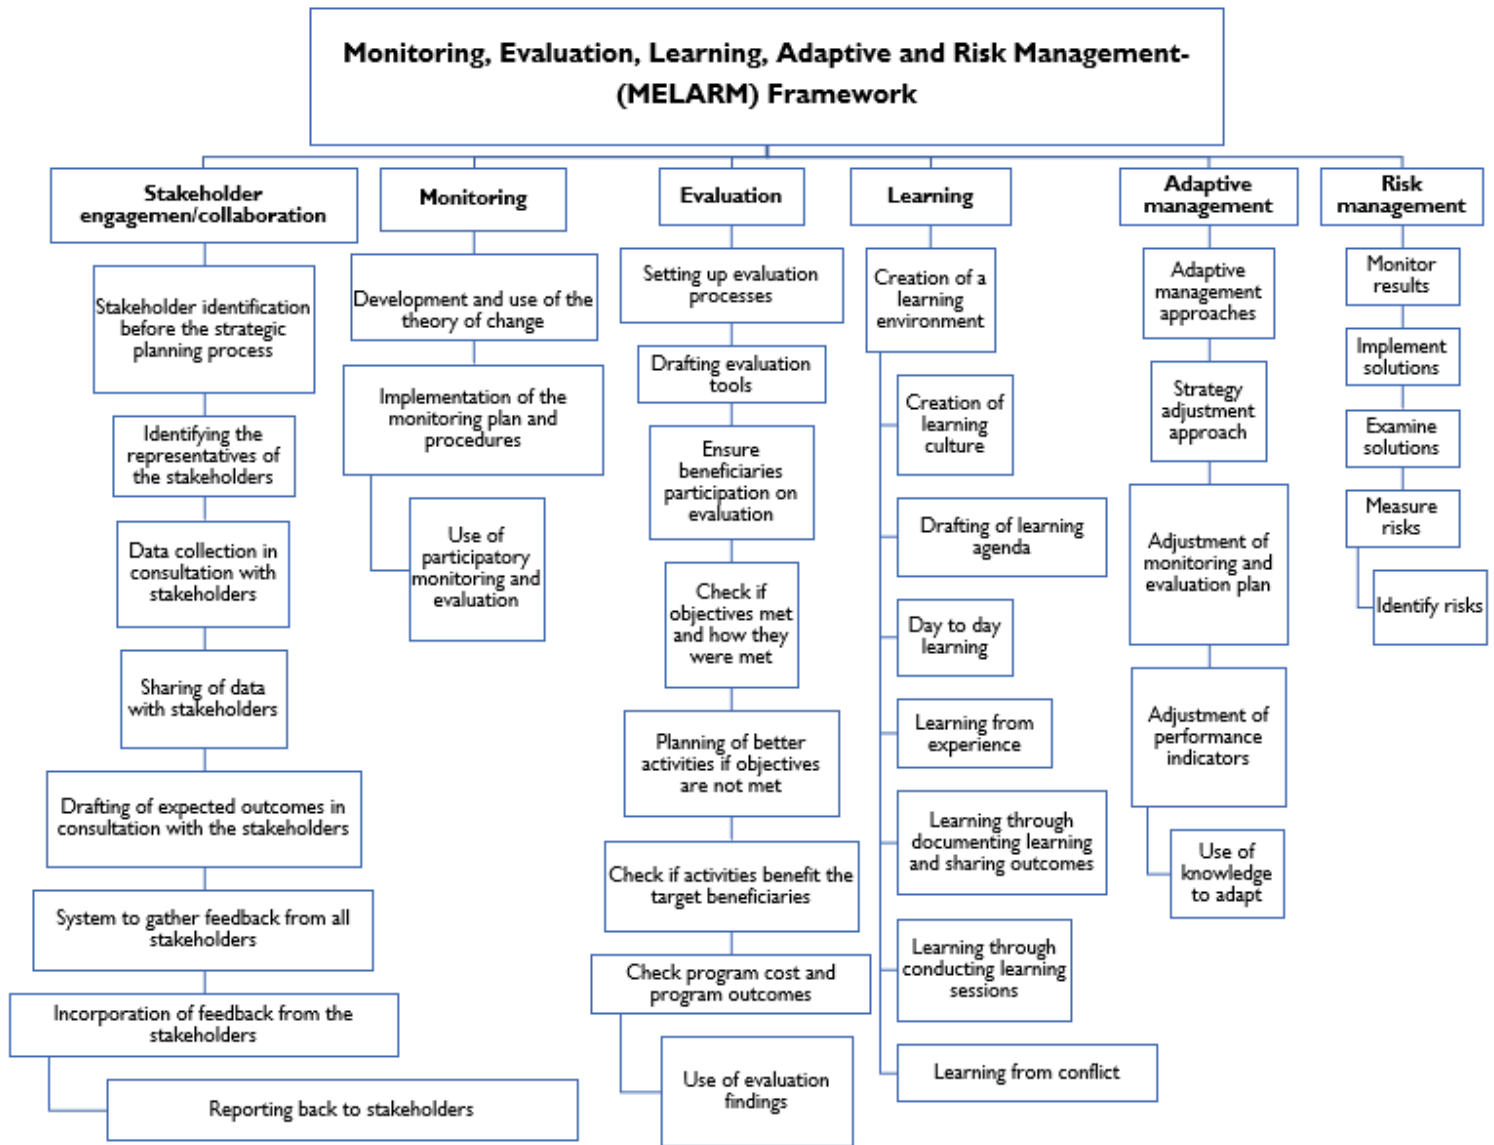 Monitoring, Evaluation, Learning, Adaptive and Risk Management-
(MELARM) Framework
Stakeholder
engagemen/collaboration
Stakeholder identification
before the strategic
planning process
Identifying the
representatives of
the stakeholders
Data collection in
consultation with
stakeholders
Sharing of data
with stakeholders
Drafting of expected outcomes in
consultation with the stakeholders
System to gather feedback from all
stakeholders
Incorporation of feedback from the
stakeholders
Reporting back to stakeholders
Monitoring
Development and use of the
theory of change
Implementation of the
monitoring plan and
procedures
Use of
participatory
monitoring and
evaluation
Evaluation
Setting up evaluation
processes
Drafting evaluation
tools
Ensure
beneficiaries
participation on
evaluation
Check if
objectives met
and how they
were met
Planning of better
activities if objectives
are not met
Check if activities benefit the
target beneficiaries
Check program cost and
program outcomes
Use of evaluation
findings
Learning
Creation of a
learning
environment
Creation of
learning
culture
Drafting of learning
agenda
Day to day
learning
Learning from
experience
Learning through
documenting learning
and sharing outcomes
Learning through
conducting learning
sessions
Learning from conflict
Adaptive
management
Adaptive
management
approaches
Strategy
adjustment
approach
Adjustment of
monitoring and
evaluation plan
Adjustment of
performance
indicators
Use of
knowledge
to adapt
Risk
management
Monitor
results
Implement
solutions
Examine
solutions
Measure
risks
Identify risks